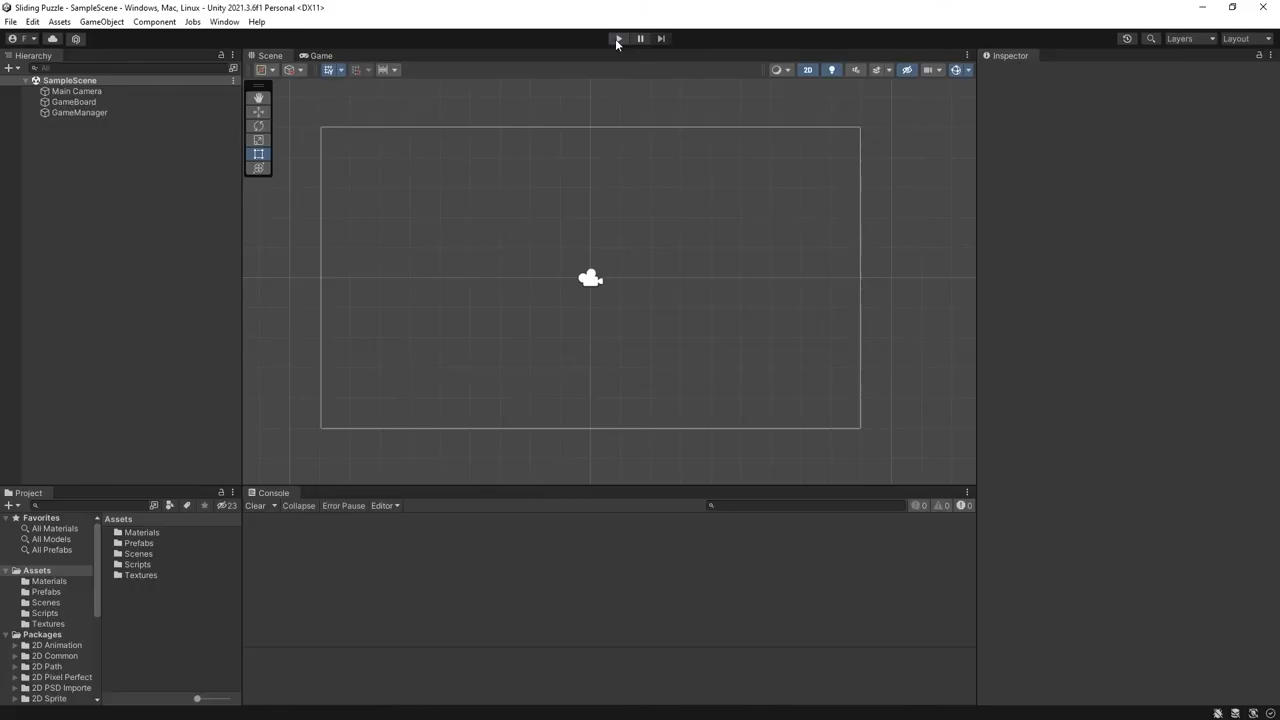 Sliding Puzzle - SampleScene - Windows, Mac, Linux - Unity 2021.3.6f1 Personal <DX11>
File Edit Assets GameObject Component Jobs Window Help
F
Layers Layout
Hierarchy
Scene Game
Inspector
All
2D
SampleScene
Main Camera
GameBoard
GameManager
Project
Console
23
Clear Collapse Error Pause Editor
0 0 0
Favorites
All Materials
All Models
All Prefabs
Assets
Materials
Prefabs
Scenes
Scripts
Textures
Packages
2D Animation
2D Common
2D Path
2D Pixel Perfect
2D PSD Importe
2D Sprite
Assets
Materials
Prefabs
Scenes
Scripts
Textures